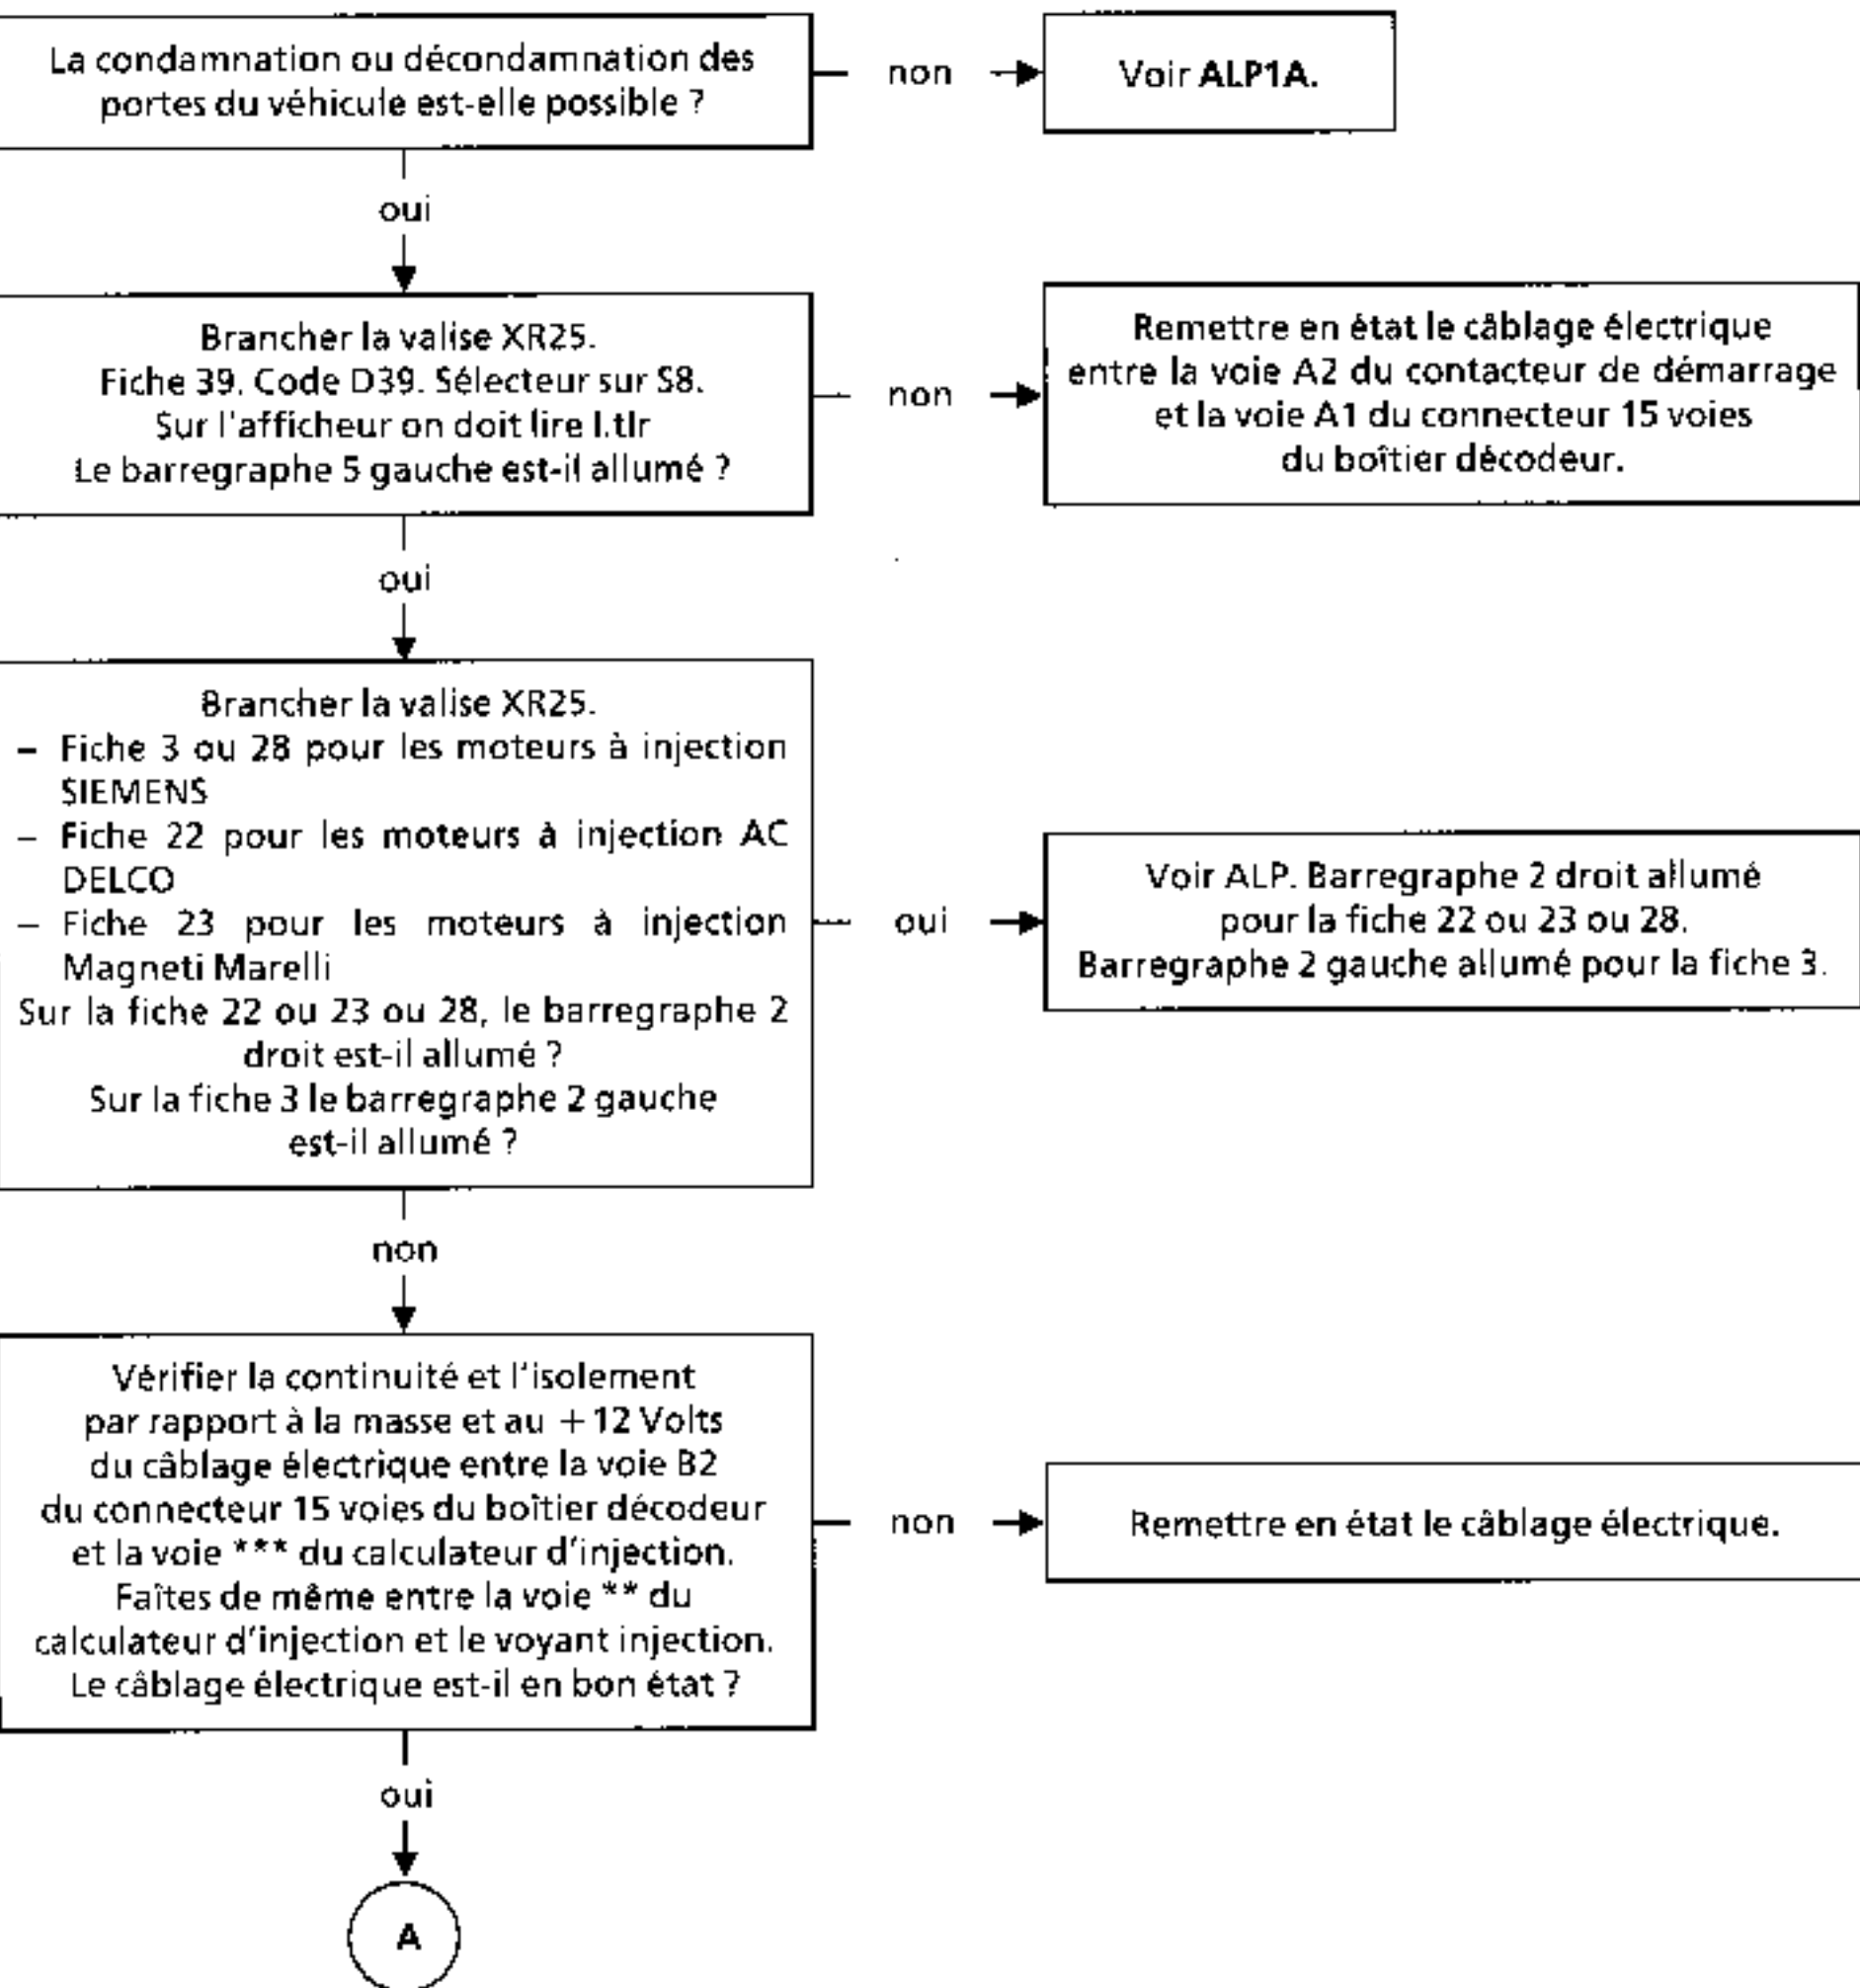 La condamnation ou décondamnation des
portes du véhicule est-elle possible ?
non
Voir ALP1A.
oui
Brancher la valise XR25.
Fiche 39. Code D39. Sélecteur sur S8.
Sur l'afficheur on doit lire I.tlr
Le barregraphe 5 gauche est-il allumé ?
non
Remettre en état le câblage électrique
entre la voie A2 du contacteur de démarrage
et la voie A1 du connecteur 15 voies
du boîtier décodeur.
oui
Brancher la valise XR25.
– Fiche 3 ou 28 pour les moteurs à injection
SIEMENS
– Fiche 22 pour les moteurs à injection AC
DELCO
– Fiche 23 pour les moteurs à injection
Magneti Marelli
Sur la fiche 22 ou 23 ou 28, le barregraphe 2
droit est-il allumé ?
Sur la fiche 3 le barregraphe 2 gauche
est-il allumé ?
oui
Voir ALP. Barregraphe 2 droit allumé
pour la fiche 22 ou 23 ou 28.
Barregraphe 2 gauche allumé pour la fiche 3.
non
Vérifier la continuité et l'isolement
par rapport à la masse et au +12 Volts
du câblage électrique entre la voie B2
du connecteur 15 voies du boîtier décodeur
et la voie *** du calculateur d'injection.
Faîtes de même entre la voie ** du
calculateur d'injection et le voyant injection.
Le câblage électrique est-il en bon état ?
non
Remettre en état le câblage électrique.
oui
A